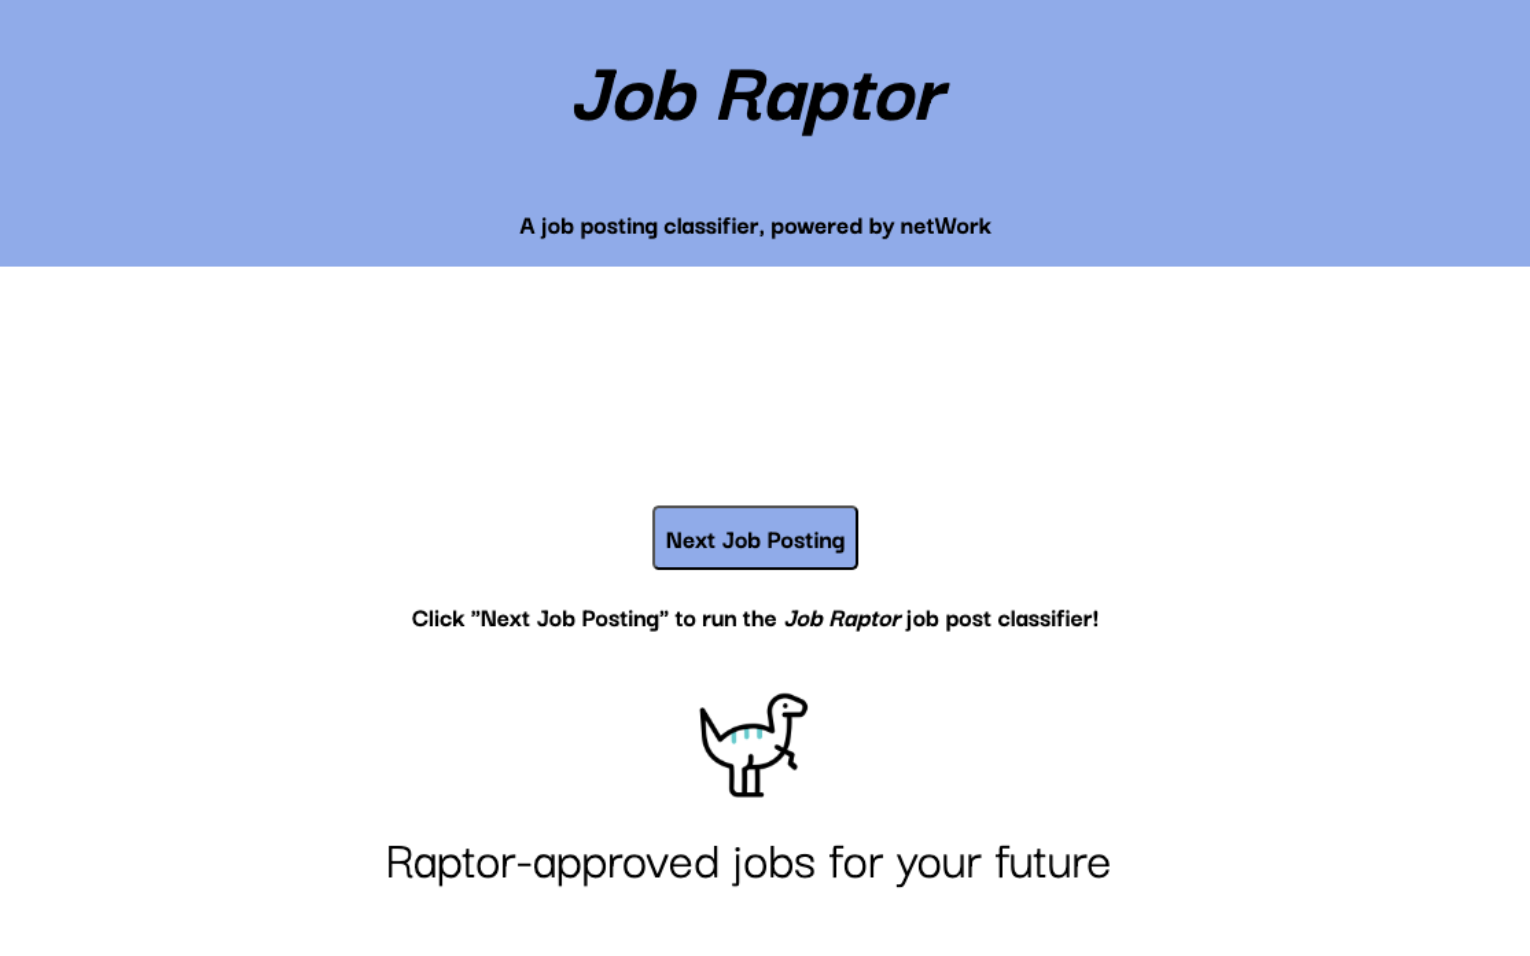 Job Raptor
A job posting classifier, powered by netWork
Next Job Posting
Click "Next Job Posting" to run the Job Raptor job post classifier!
Raptor-approved jobs for your future